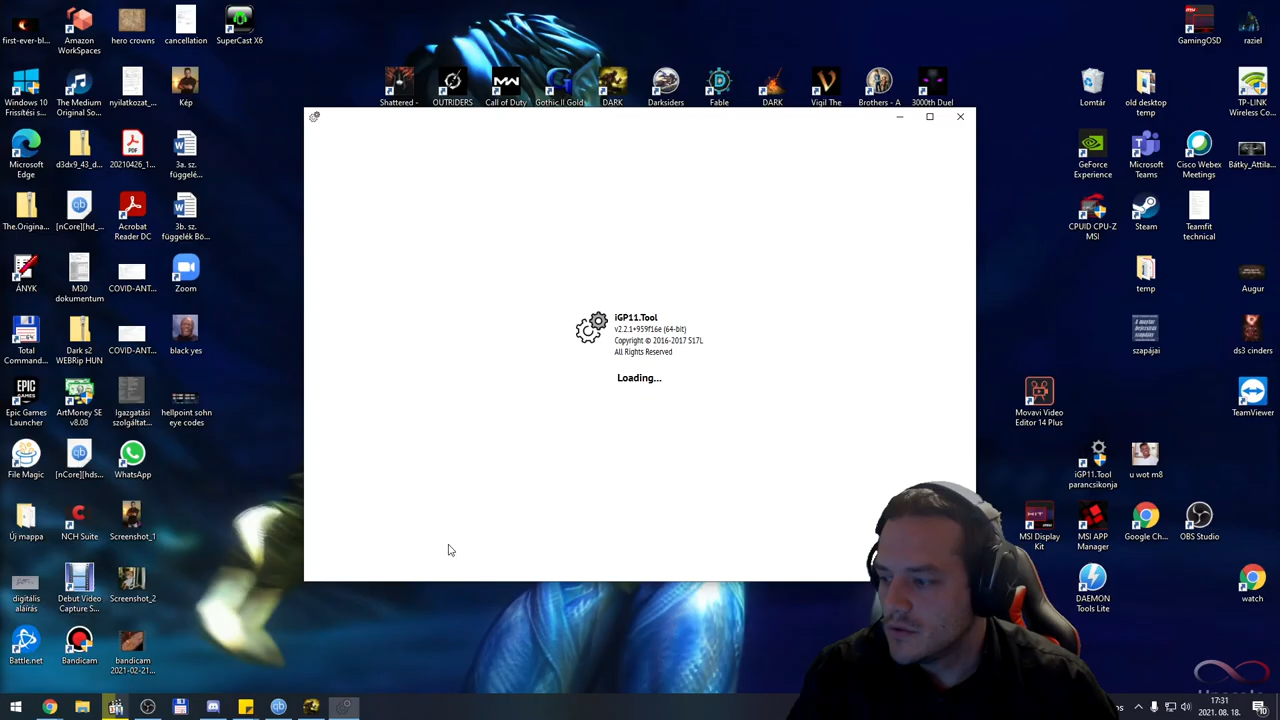 first-ever-bl...
Amazon
WorkSpaces
hero crowns
cancellation
SuperCast X6
GamingOSD
raziel
Windows 10
Frissítési s...
The Medium
Original So...
nyilatkozat_...
Kép
Shattered -
OUTRIDERS
Call of Duty
Gothic II Gold
DARK
Darksiders
Fable
DARK
Vigil The
Brothers - A
3000th Duel
Lomtár
old desktop
temp
TP-LINK
Wireless Co...
Microsoft
Edge
d3dx9_43_d...
20210426_1...
3a. sz.
függelé...
GeForce
Experience
Microsoft
Teams
Cisco Webex
Meetings
Bátky_Attila...
The.Origina...
[nCore][hd_...
Acrobat
Reader DC
3b. sz.
függelék Bö...
CPUID CPU-Z
MSI
Steam
Teamfit
technical
ÁNYK
M30
dokumentum
COVID-ANT...
Zoom
temp
Augur
iGP11.Tool
v2.2.1+959f16e (64-bit)
Copyright © 2016-2017 S17L
All Rights Reserved
Loading...
Total
Comman...
Dark s2
WEBRip HUN
COVID-ANT...
black yes
szapájai
ds3 cinders
Epic Games
Launcher
ArtMoney SE
v8.08
Igazgatási
szolgáltat...
hellpoint sohn
eye codes
Movavi Video
Editor 14 Plus
TeamViewer
File Magic
[nCore][hds...
WhatsApp
iGP11.Tool
parancsikonja
u wot m8
Új mappa
NCH Suite
Screenshot_1
MSI Display
Kit
MSI APP
Manager
Google Ch...
OBS Studio
digitális
aláírás
Debut Video
Capture S...
Screenshot_2
DAEMON
Tools Lite
watch
Battle.net
Bandicam
bandicam
2021-02-21...
17:31
2021. 08. 18.